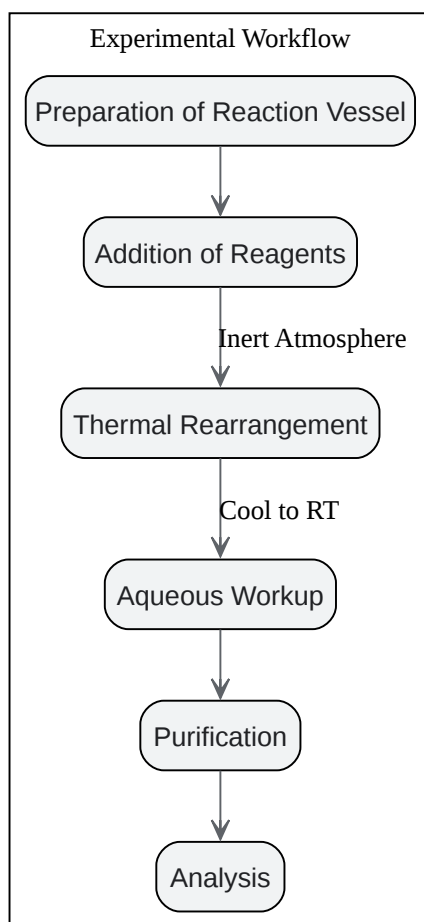 Experimental Workflow
Preparation of Reaction Vessel
Addition of Reagents
Inert Atmosphere
Thermal Rearrangement
Cool to RT
Aqueous Workup
Purification
Analysis